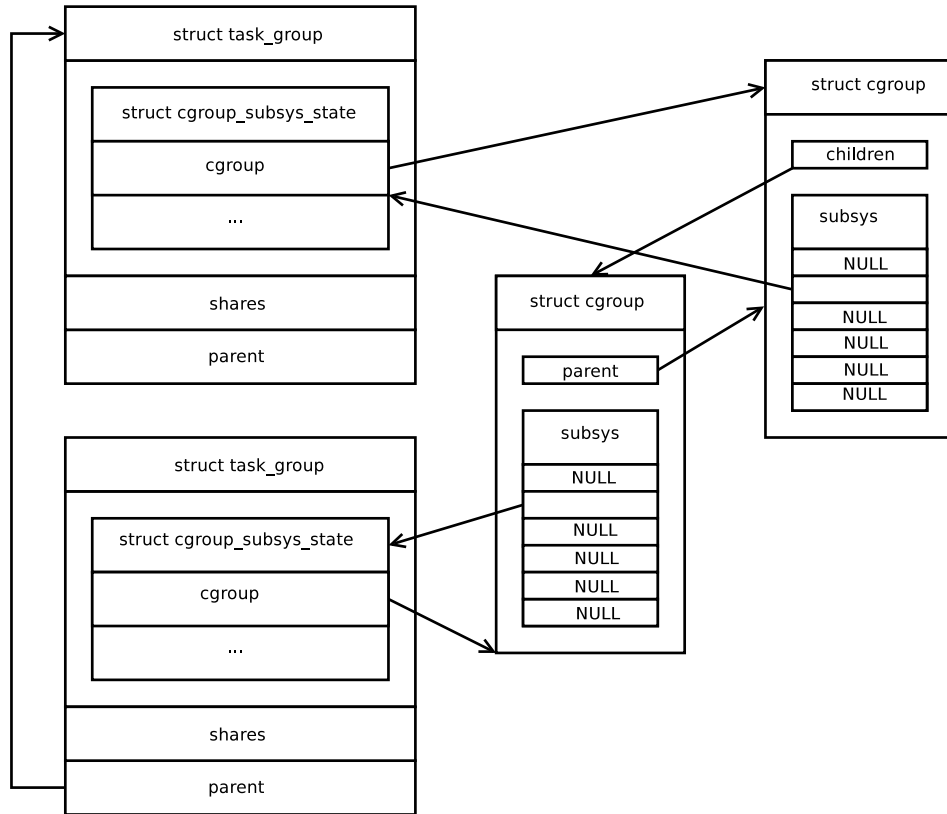 struct task_group
struct cgroup_subsys_state
cgroup
...
shares
parent
struct cgroup
children
subsys
NULL
NULL
NULL
NULL
NULL
struct cgroup
parent
subsys
NULL
NULL
NULL
NULL
NULL
struct task_group
struct cgroup_subsys_state
cgroup
...
shares
parent